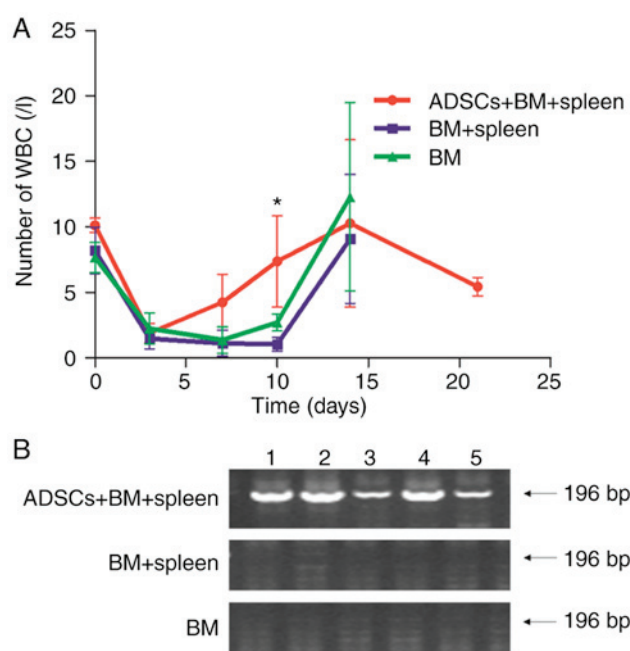 A
Number of WBC (/l)
25
20
15
10
5
0
*
ADSCs+BM+spleen
BM+spleen
BM
0 5 10 15 20 25
Time (days)
B
1 2 3 4 5
ADSCs+BM+spleen 196 bp
BM+spleen 196 bp
BM 196 bp